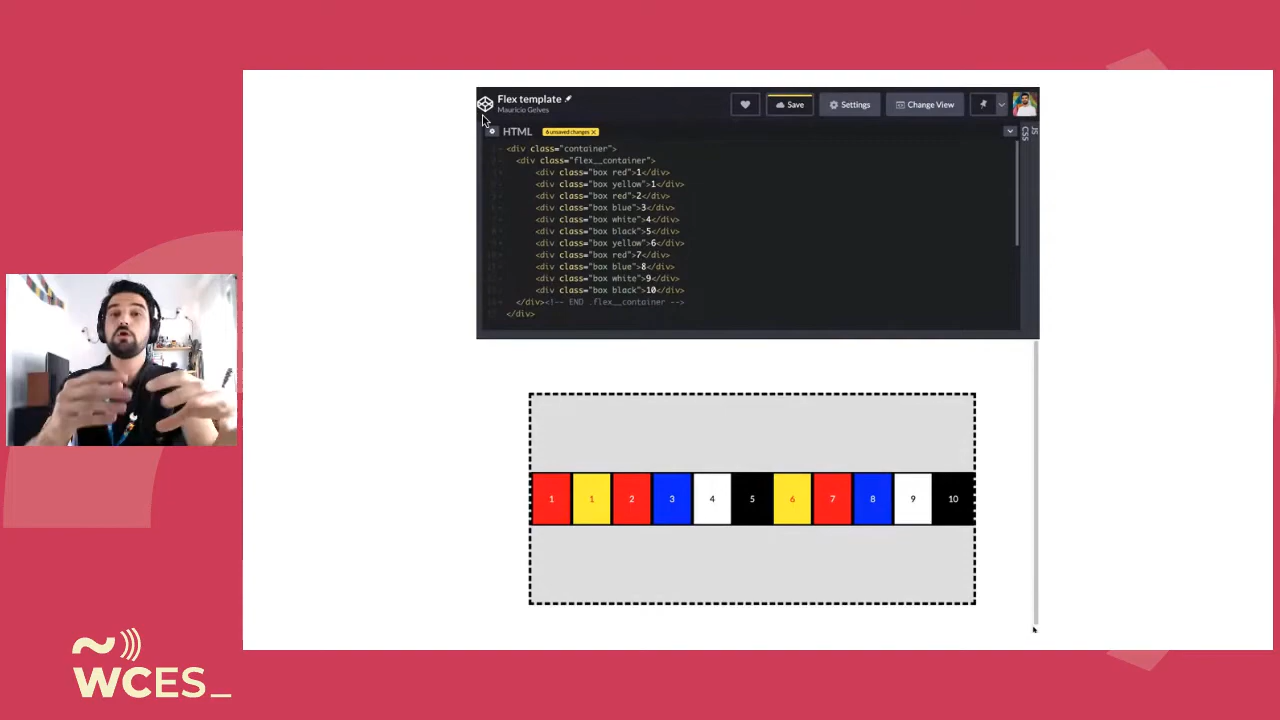 Flex template
Mauricio Gelves
Save
Settings
Change View
HTML
6 unsaved changes x
CSS
JS
<div class="container">
<div class="flex__container">
<div class="box red">1</div>
<div class="box yellow">1</div>
<div class="box red">2</div>
<div class="box blue">3</div>
<div class="box white">4</div>
<div class="box black">5</div>
<div class="box yellow">6</div>
<div class="box red">7</div>
<div class="box blue">8</div>
<div class="box white">9</div>
<div class="box black">10</div>
</div><!-- END .flex__container -->
</div>
1 1 2 3 4 5 6 7 8 9 10
WCES_